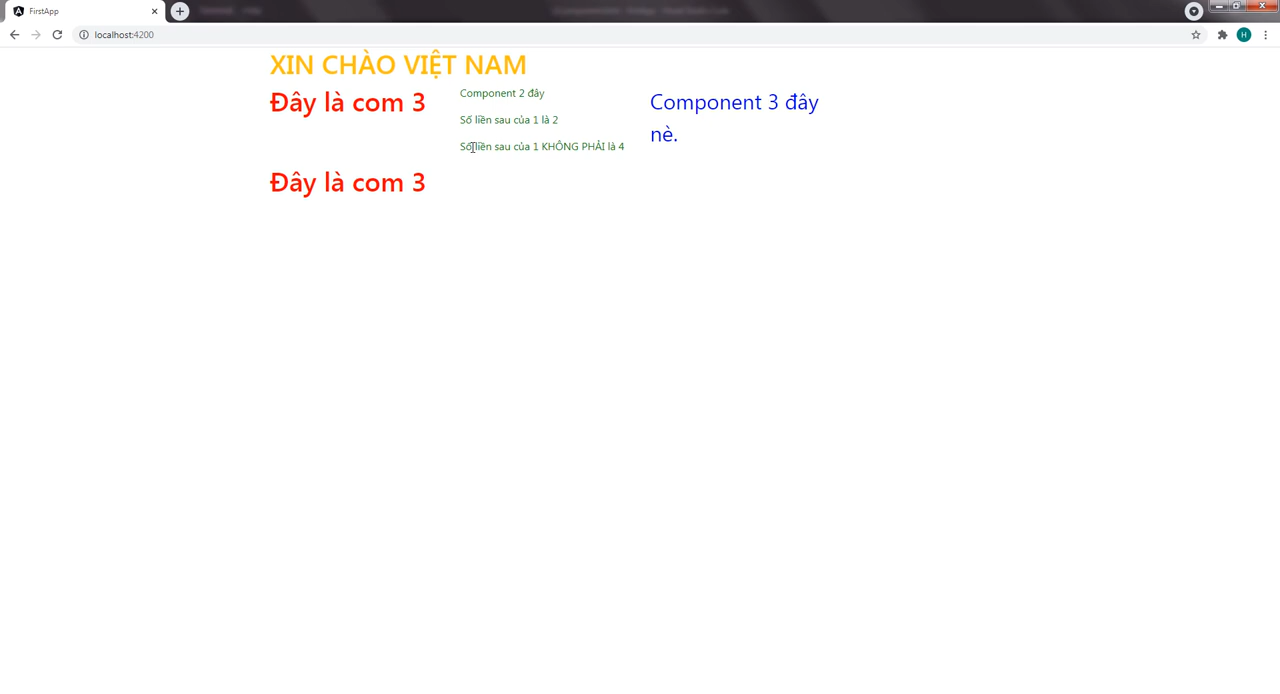 FirstApp
localhost:4200
H
XIN CHÀO VIỆT NAM
Đây là com 3
Component 2 đây
Số liền sau của 1 là 2
Số liền sau của 1 KHÔNG PHẢI là 4
Component 3 đây
nè.
Đây là com 3